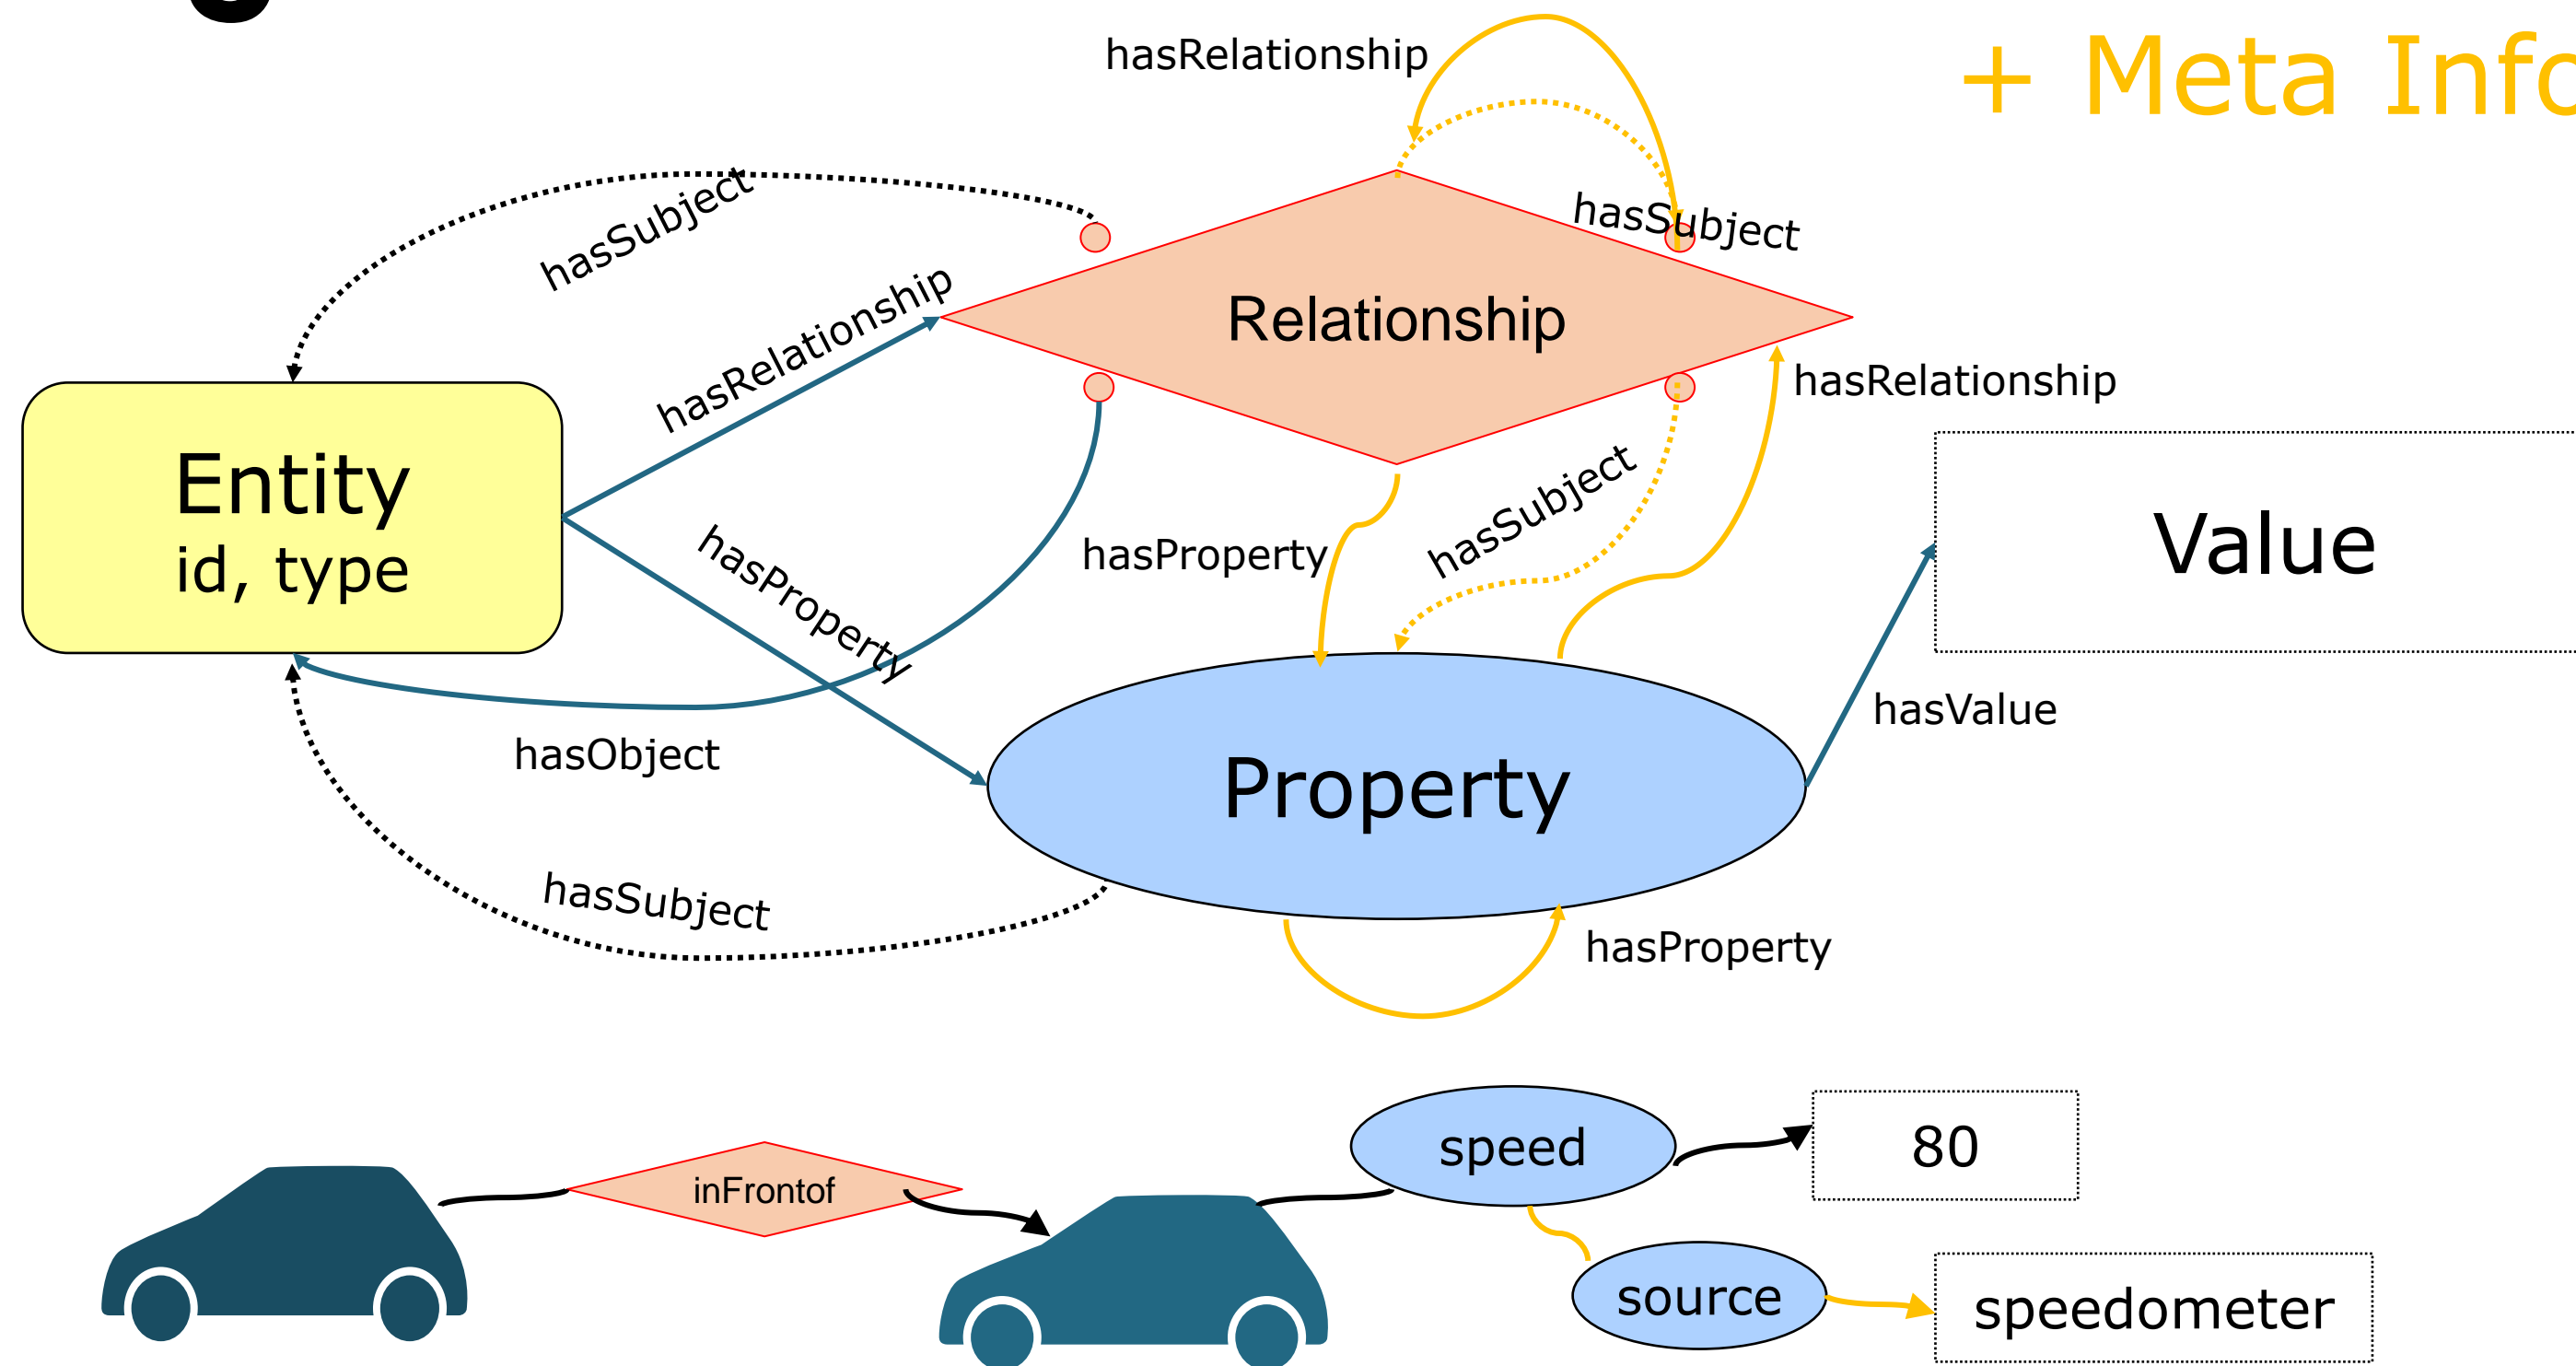 hasRelationship
+ Meta Info
hasSubject
hasSubject
hasRelationship
Relationship
hasRelationship
Entity
id, type
hasProperty
hasProperty
hasSubject
Value
hasObject
hasValue
Property
hasSubject
hasProperty
speed
80
inFrontof
source
speedometer